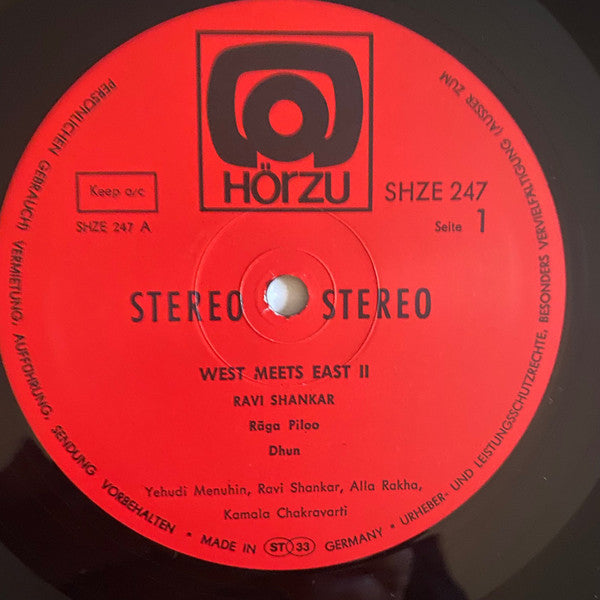 HÖRZU
Keep o/c
SHZE 247 A
SHZE 247
Seite 1
STEREO STEREO
WEST MEETS EAST II
RAVI SHANKAR
Rāga Piloo
Dhun
Yehudi Menuhin, Ravi Shankar, Alla Rakha,
Kamala Chakravarti
• MADE IN ST 33 GERMANY • URHEBER- UND LEISTUNGSSCHUTZRECHTE, BESONDERS VERVIELFÄLTIGUNG (AUSSER ZUM
PERSÖNLICHEN GEBRAUCH) VERMIETUNG, AUFFÜHRUNG, SENDUNG VORBEHALTEN